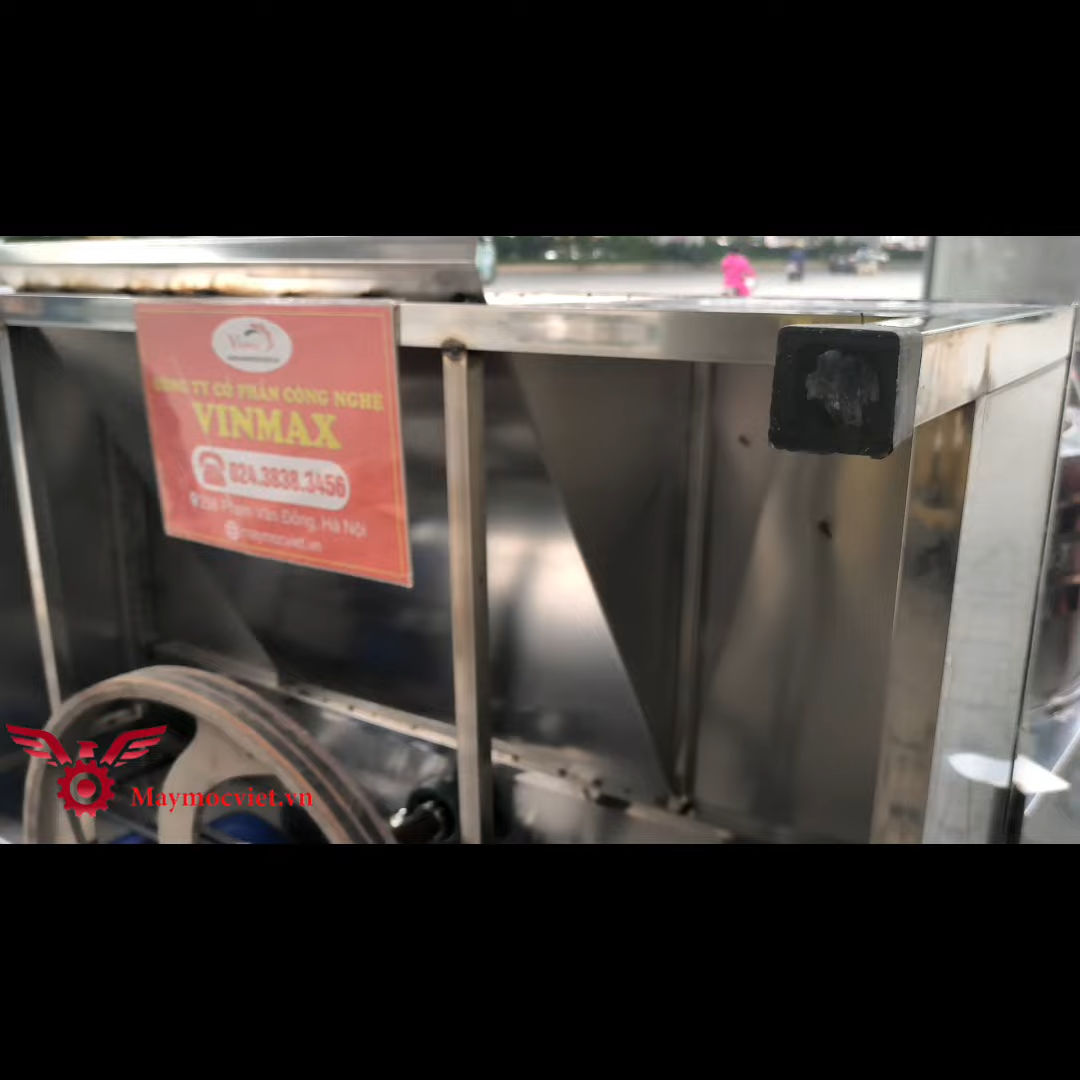 CÔNG TY CỔ PHẦN CÔNG NGHỆ
VINMAX
024.3838.3456
Phạm Văn Đồng, Hà Nội
maymocviet.vn
Maymocviet.vn